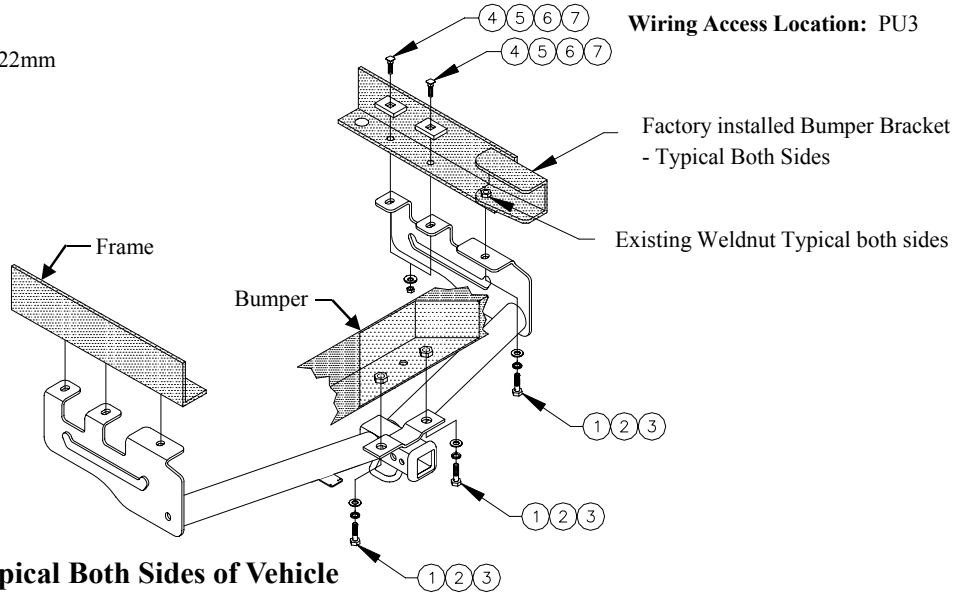 4 5 6 7
Wiring Access Location: PU3
4 5 6 7
22mm
Factory installed Bumper Bracket
- Typical Both Sides
Existing Weldnut Typical both sides
Frame
Bumper
1 2 3
1 2 3
1 2 3
pical Both Sides of Vehicle